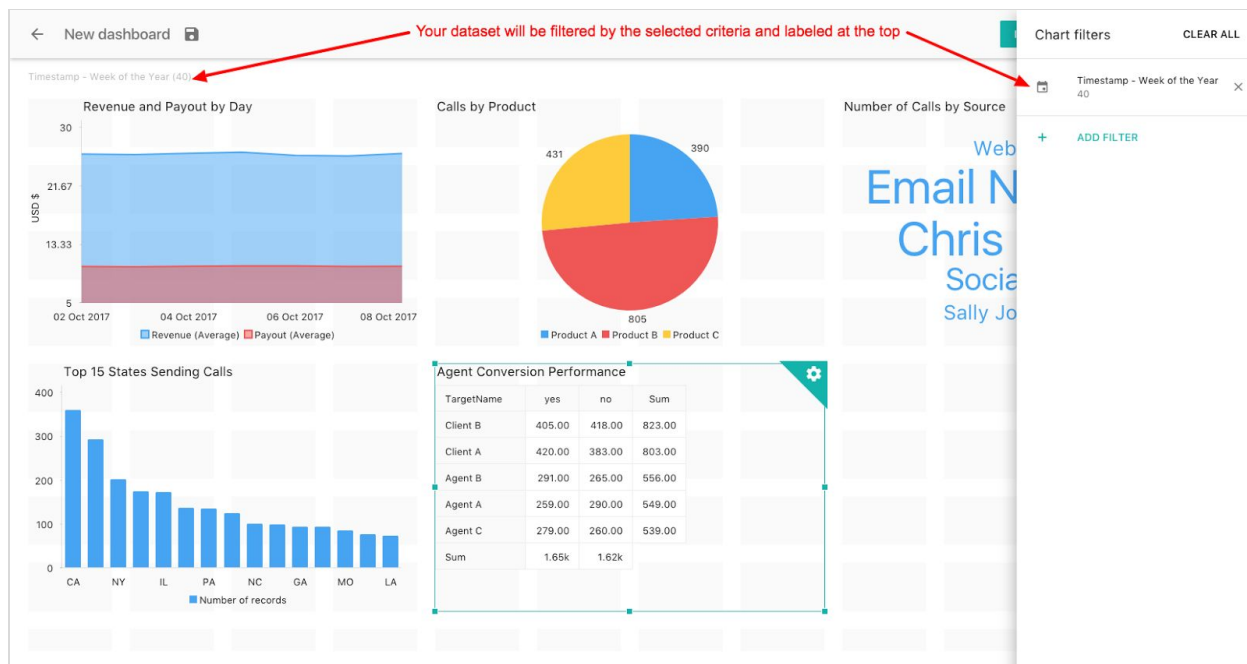 New dashboard
Your dataset will be filtered by the selected criteria and labeled at the top
Chart filters
CLEAR ALL
Timestamp - Week of the Year (40)
Timestamp - Week of the Year
40
ADD FILTER
Revenue and Payout by Day
30
21.67
13.33
5
USD $
02 Oct 2017 04 Oct 2017 06 Oct 2017 08 Oct 2017
Revenue (Average) Payout (Average)
Calls by Product
431 390
805
Product A Product B Product C
Number of Calls by Source
Web
Email N
Chris
Socia
Sally Jo
Top 15 States Sending Calls
400
300
200
100
0
CA NY IL PA NC GA MO LA
Number of records
Agent Conversion Performance
TargetName yes no Sum
Client B 405.00 418.00 823.00
Client A 420.00 383.00 803.00
Agent B 291.00 265.00 556.00
Agent A 259.00 290.00 549.00
Agent C 279.00 260.00 539.00
Sum 1.65k 1.62k